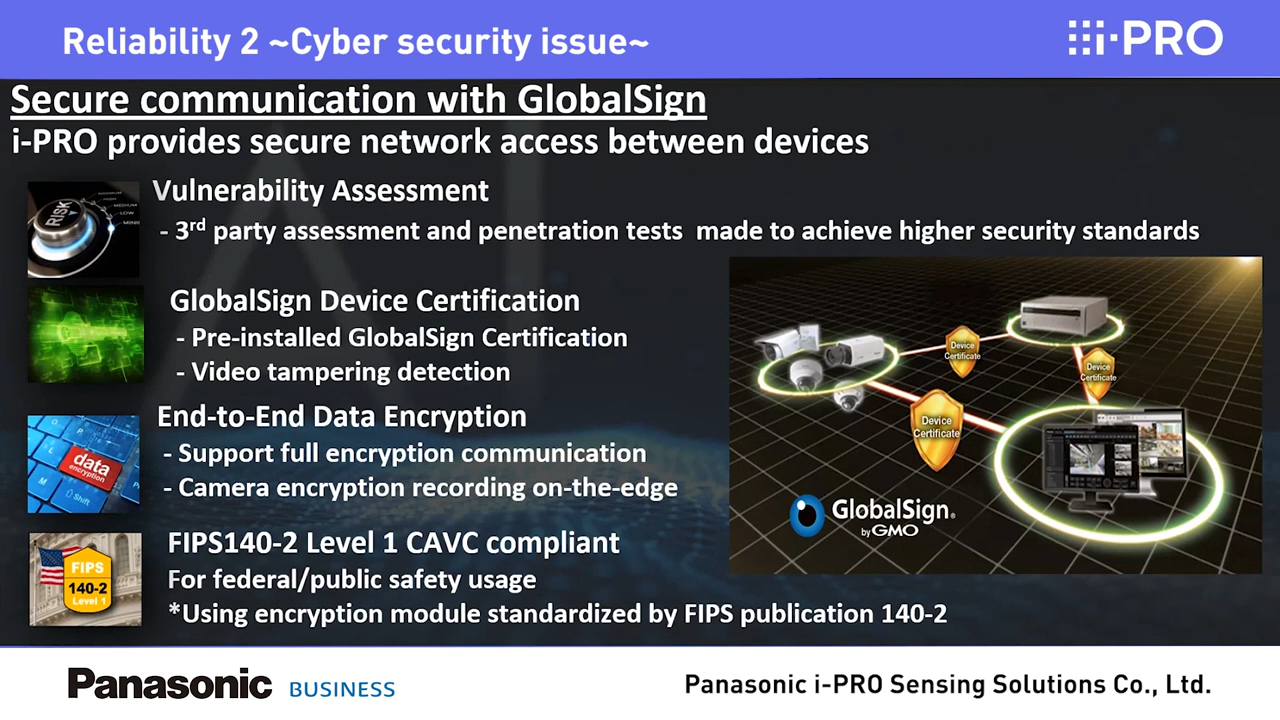 Reliability 2 ~Cyber security issue~
i-PRO
Secure communication with GlobalSign
i-PRO provides secure network access between devices
RISK
MAXIMUM
HIGH
MEDIUM
LOW
Vulnerability Assessment
- 3rd party assessment and penetration tests made to achieve higher security standards
GlobalSign Device Certification
- Pre-installed GlobalSign Certification
- Video tampering detection
data
encryption
Shift
End-to-End Data Encryption
- Support full encryption communication
- Camera encryption recording on-the-edge
FIPS
140-2
Level 1
FIPS140-2 Level 1 CAVC compliant
For federal/public safety usage
*Using encryption module standardized by FIPS publication 140-2
Device
Certificate
Device
Certificate
Device
Certificate
GlobalSign®
by GMO
Panasonic BUSINESS
Panasonic i-PRO Sensing Solutions Co., Ltd.